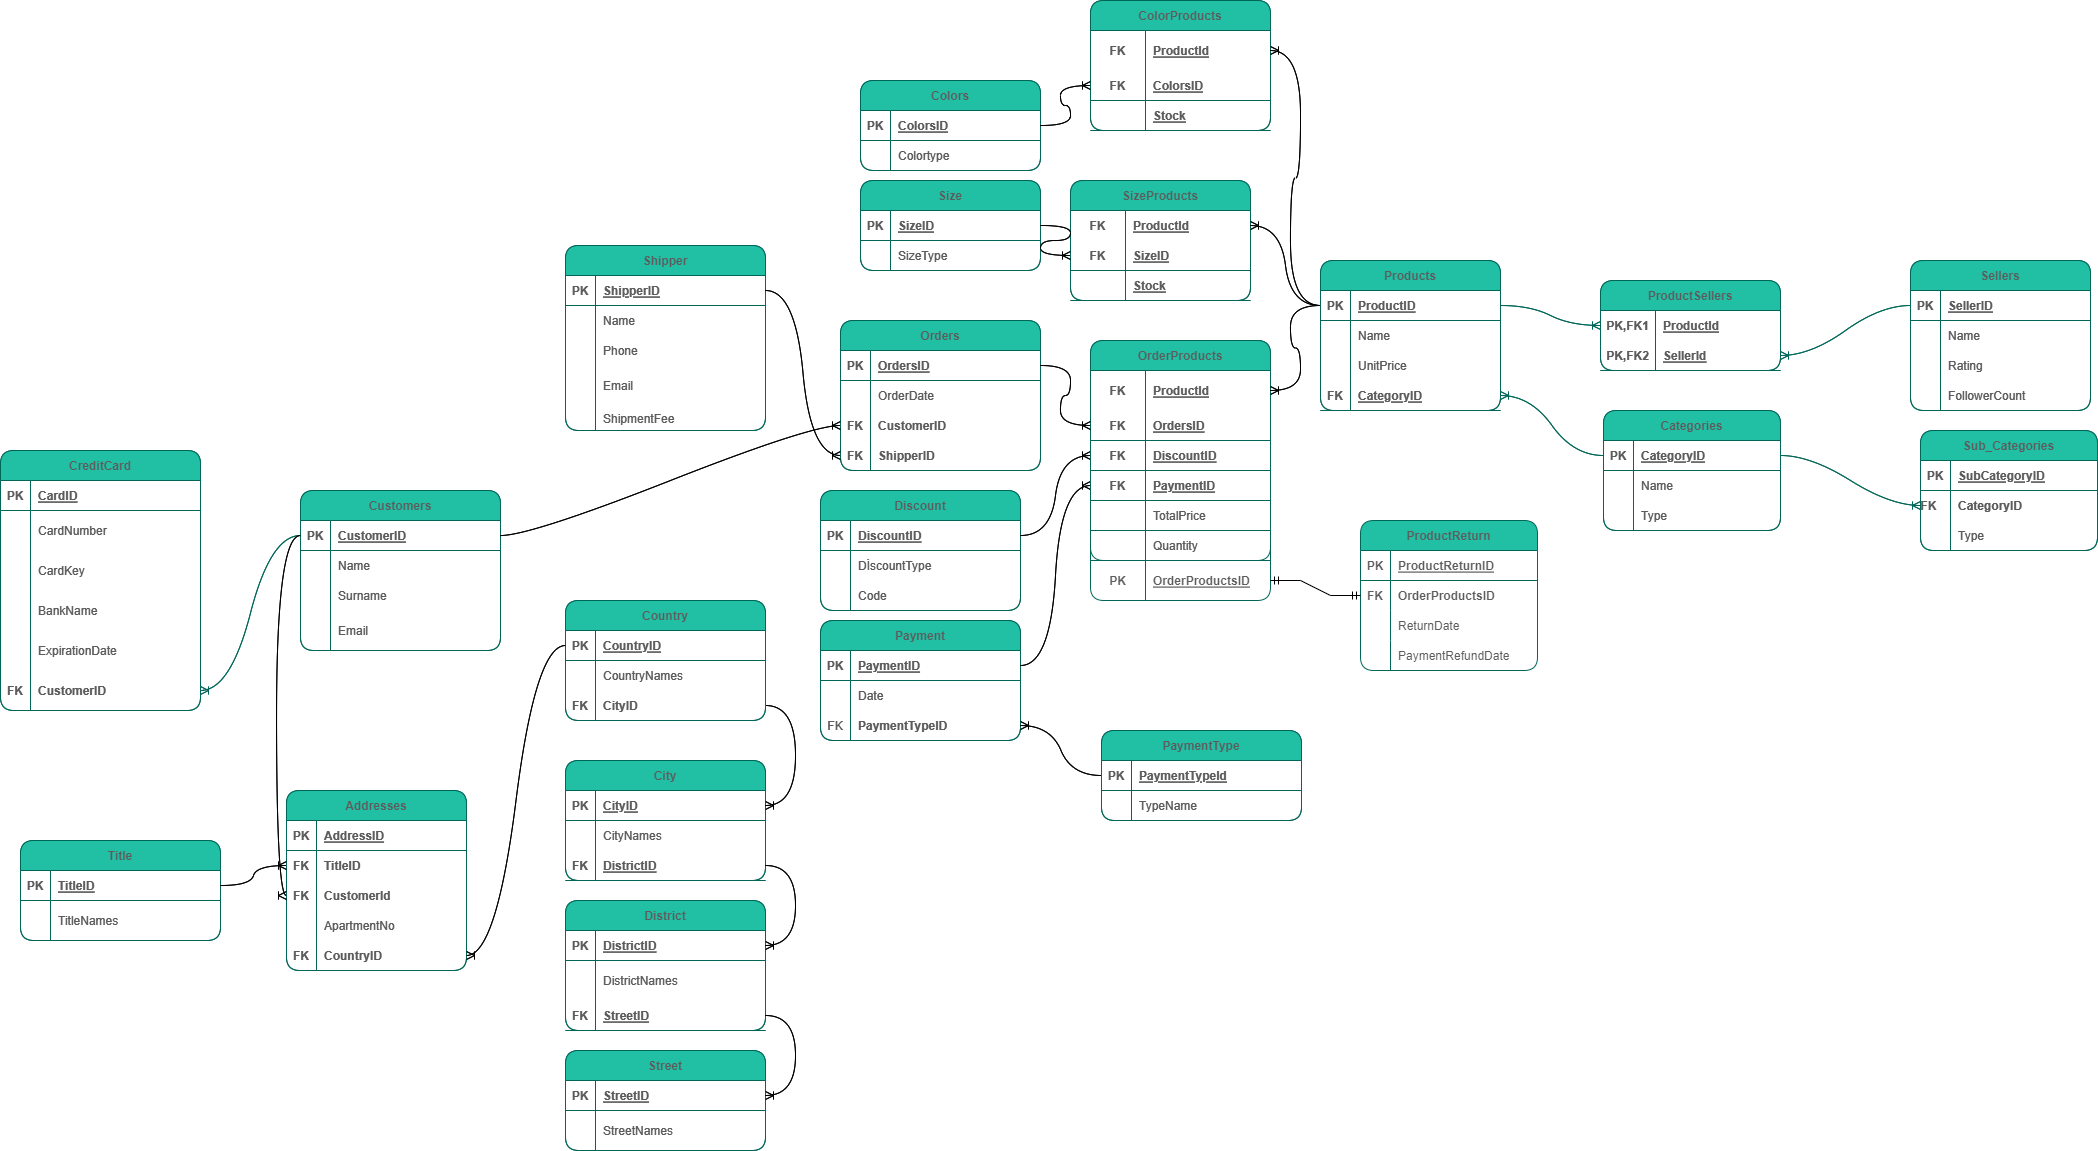 ColorProducts
FK ProductId
FK ColorsID
Stock
Colors
PK ColorsID
Colortype
Size
PK SizeID
SizeType
SizeProducts
FK ProductId
FK SizeID
Stock
Shipper
PK ShipperID
Name
Phone
Email
ShipmentFee
Orders
PK OrdersID
OrderDate
FK CustomerID
FK ShipperID
OrderProducts
FK ProductId
FK OrdersID
FK DiscountID
FK PaymentID
TotalPrice
Quantity
PK OrderProductsID
Products
PK ProductID
Name
UnitPrice
FK CategoryID
ProductSellers
PK,FK1 ProductId
PK,FK2 SellerId
Sellers
PK SellerID
Name
Rating
FollowerCount
Categories
PK CategoryID
Name
Type
Sub_Categories
PK SubCategoryID
FK CategoryID
Type
CreditCard
PK CardID
CardNumber
CardKey
BankName
ExpirationDate
FK CustomerID
Customers
PK CustomerID
Name
Surname
Email
Discount
PK DiscountID
DİscountType
Code
ProductReturn
PK ProductReturnID
FK OrderProductsID
ReturnDate
PaymentRefundDate
Country
PK CountryID
CountryNames
FK CityID
Payment
PK PaymentID
Date
FK PaymentTypeID
PaymentType
PK PaymentTypeId
TypeName
City
PK CityID
CityNames
FK DistrictID
Addresses
PK AddressID
FK TitleID
FK CustomerId
ApartmentNo
FK CountryID
Title
PK TitleID
TitleNames
District
PK DistrictID
DistrictNames
FK StreetID
Street
PK StreetID
StreetNames